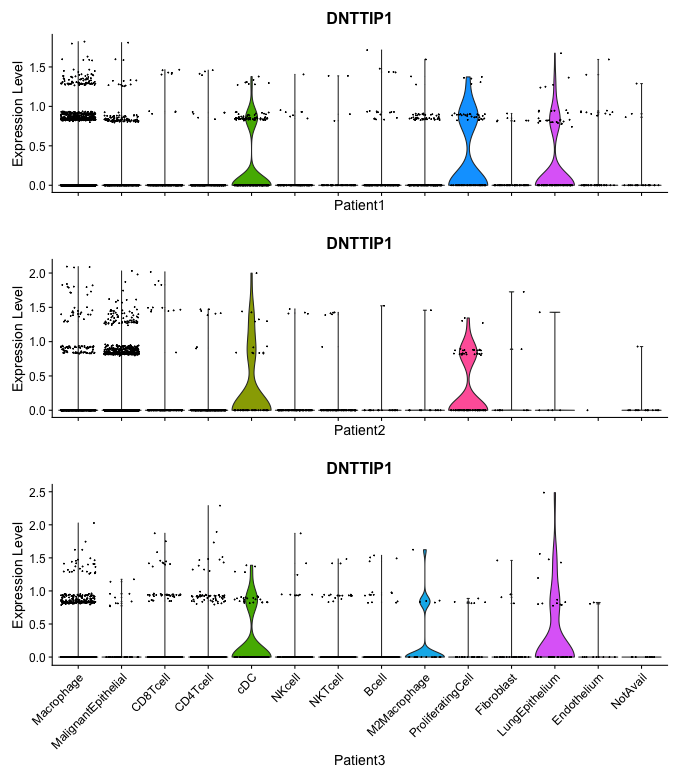 DNTTIP1
Expression Level
1.5
1.0
0.5
0.0
Patient1
DNTTIP1
Expression Level
2.0
1.5
1.0
0.5
0.0
Patient2
DNTTIP1
Expression Level
2.5
2.0
1.5
1.0
0.5
0.0
Macrophage
MalignantEpithelial
CD8Tcell
CD4Tcell
cDC
NKcell
NKTcell
Bcell
M2Macrophage
ProliferatingCell
Fibroblast
LungEpithelium
Endothelium
NotAvail
Patient3